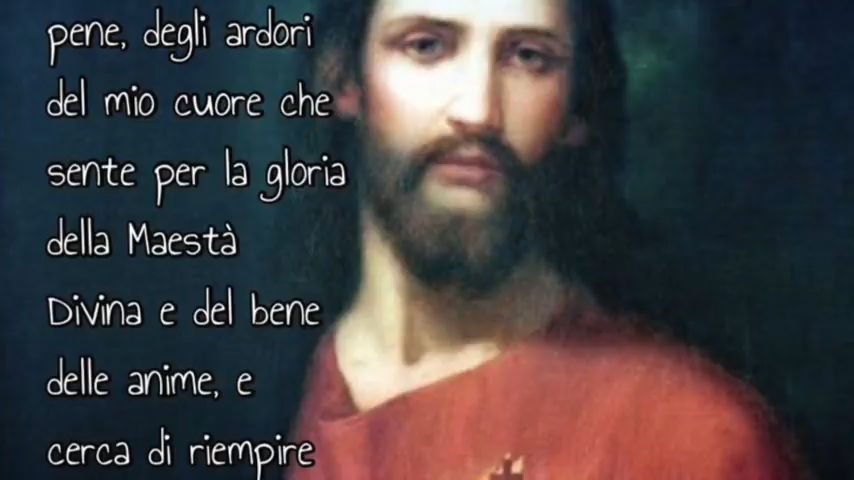 pene, degli ardori
del mio cuore che
sente per la gloria
della Maestà
Divina e del bene
delle anime, e
cerca di riempire